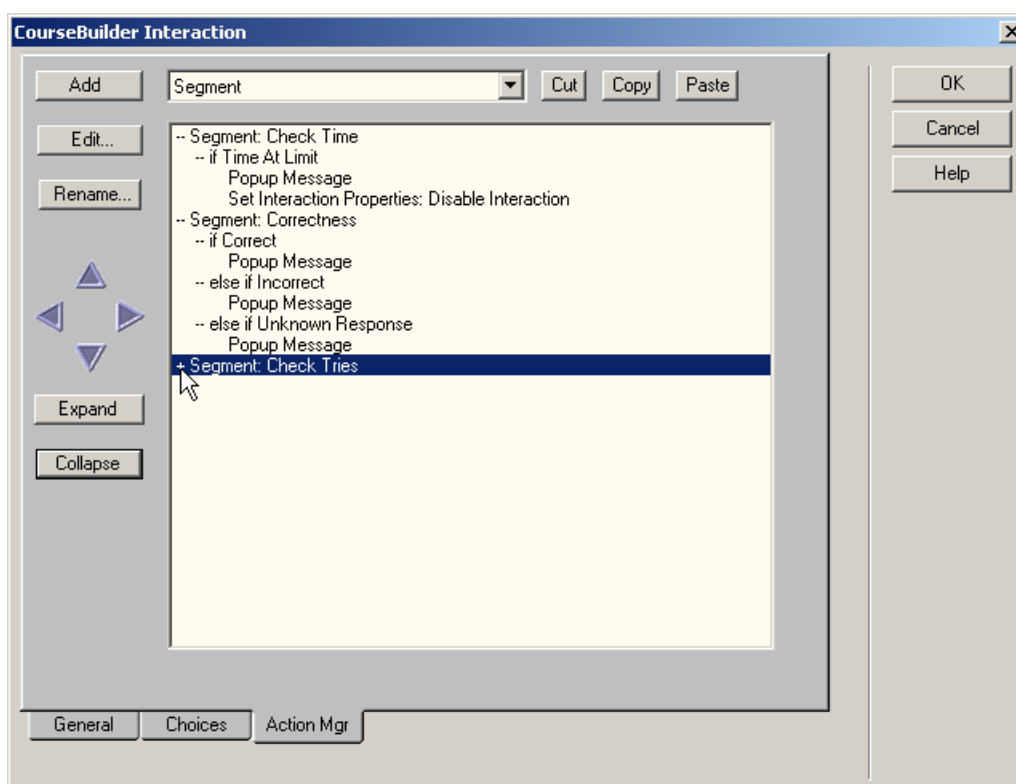 CourseBuilder Interaction
Add
Segment
Cut
Copy
Paste
OK
Edit...
Cancel
Rename...
Help
-- Segment: Check Time
-- if Time At Limit
Popup Message
Set Interaction Properties: Disable Interaction
-- Segment: Correctness
-- if Correct
Popup Message
-- else if Incorrect
Popup Message
-- else if Unknown Response
Popup Message
+ Segment: Check Tries
Expand
Collapse
General
Choices
Action Mgr